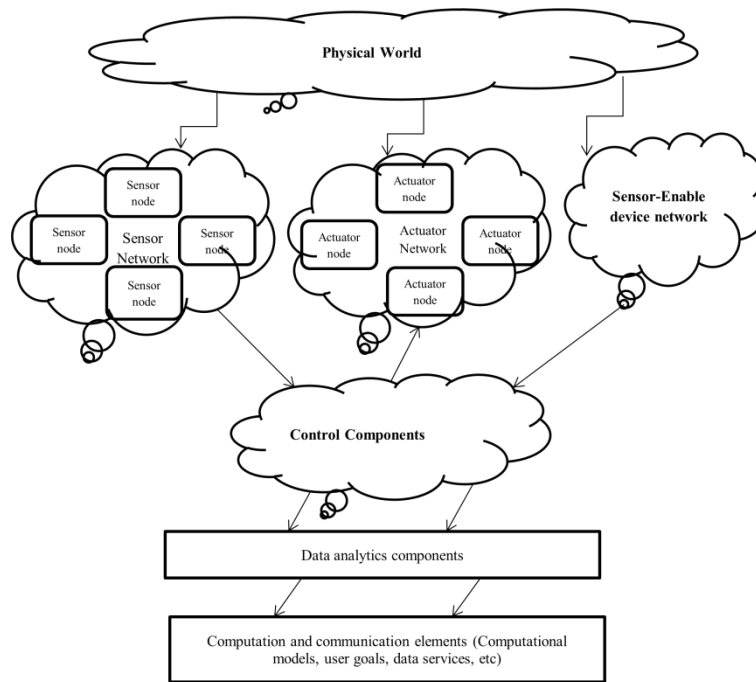 Physical World
Sensor
node
Sensor
node
Sensor
Network
Sensor
node
Sensor
node
Actuator
node
Actuator
node
Actuator
Network
Actuator
node
Actuator
node
Sensor-Enable
device network
Control Components
Data analytics components
Computation and communication elements (Computational
models, user goals, data services, etc)